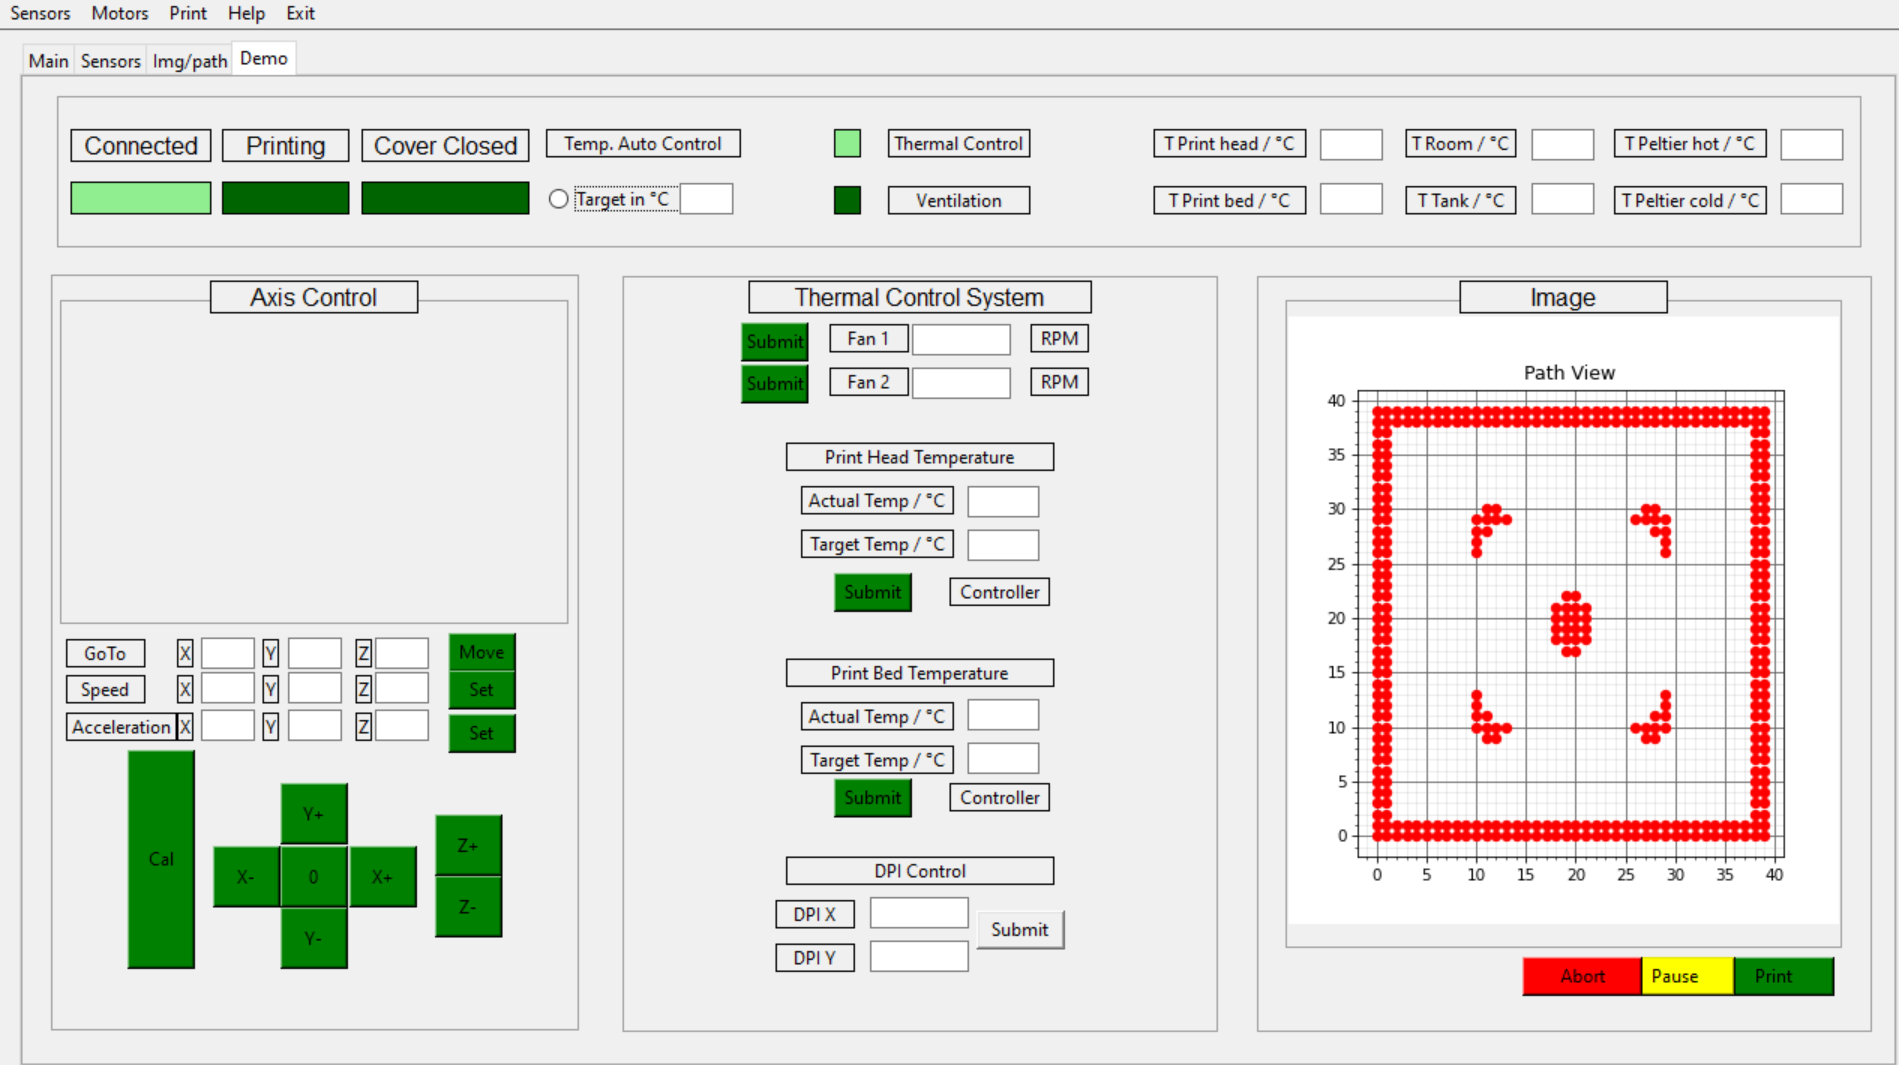 Sensors Motors Print Help Exit
Main Sensors Img/path Demo
Connected Printing Cover Closed Temp. Auto Control Thermal Control T Print head / °C T Room / °C T Peltier hot / °C
Target in °C Ventilation T Print bed / °C T Tank / °C T Peltier cold / °C
Axis Control
GoTo X Y Z Move
Speed X Y Z Set
Acceleration X Y Z Set
Cal
Y+
X- 0 X+
Y-
Z+
Z-
Thermal Control System
Submit Fan 1 RPM
Submit Fan 2 RPM
Print Head Temperature
Actual Temp / °C
Target Temp / °C
Submit Controller
Print Bed Temperature
Actual Temp / °C
Target Temp / °C
Submit Controller
DPI Control
DPI X
Submit
DPI Y
Image
Path View
40
35
30
25
20
15
10
5
0
0 5 10 15 20 25 30 35 40
Abort Pause Print